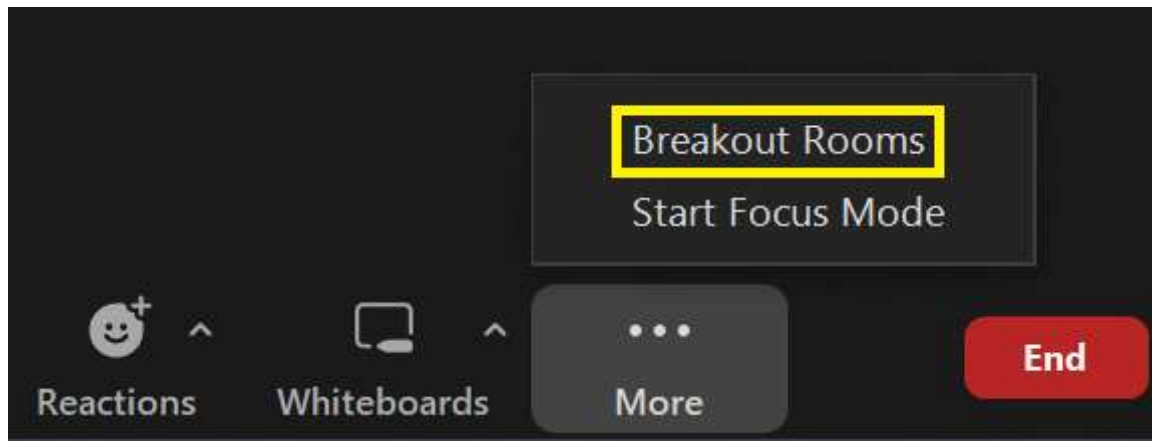 Breakout Rooms
Start Focus Mode
Reactions
Whiteboards
More
End